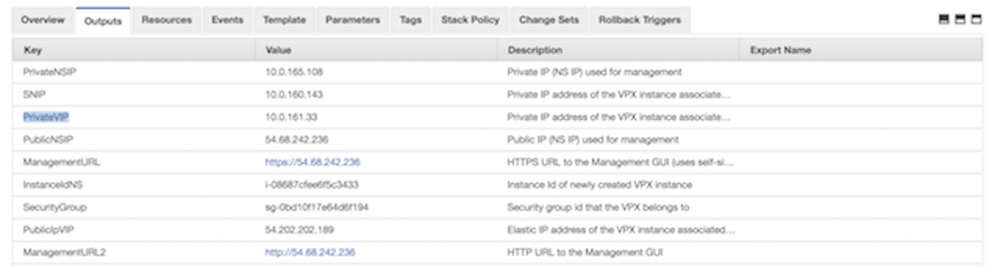 Overview Outputs Resources Events Template Parameters Tags Stack Policy Change Sets Rollback Triggers
Key Value Description Export Name
PrivateNSIP 10.0.165.108 Private IP (NS IP) used for management
SNIP 10.0.160.143 Private IP address of the VPX instance associate...
PrivateVIP 10.0.161.33 Private IP address of the VPX instance associate...
PublicNSIP 54.68.242.236 Public IP (NS IP) used for management
ManagementURL https://54.68.242.236 HTTPS URL to the Management GUI (uses self-si...
InstanceIdNS i-08687cfee6f5c3433 Instance Id of newly created VPX instance
SecurityGroup sg-0bd10f17e64d6f194 Security group id that the VPX belongs to
PublicIpVIP 54.202.202.189 Elastic IP address of the VPX instance associated...
ManagementURL2 http://54.68.242.236 HTTP URL to the Management GUI